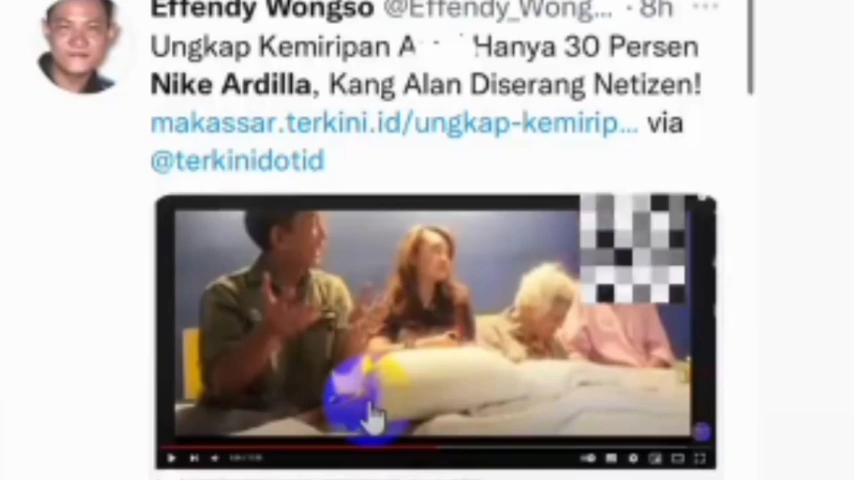 Effendy Wongso @Effendy_Wong... · 8h ...
Ungkap Kemiripan A Hanya 30 Persen
Nike Ardilla, Kang Alan Diserang Netizen!
makassar.terkini.id/ungkap-kemirip... via
@terkinidotid